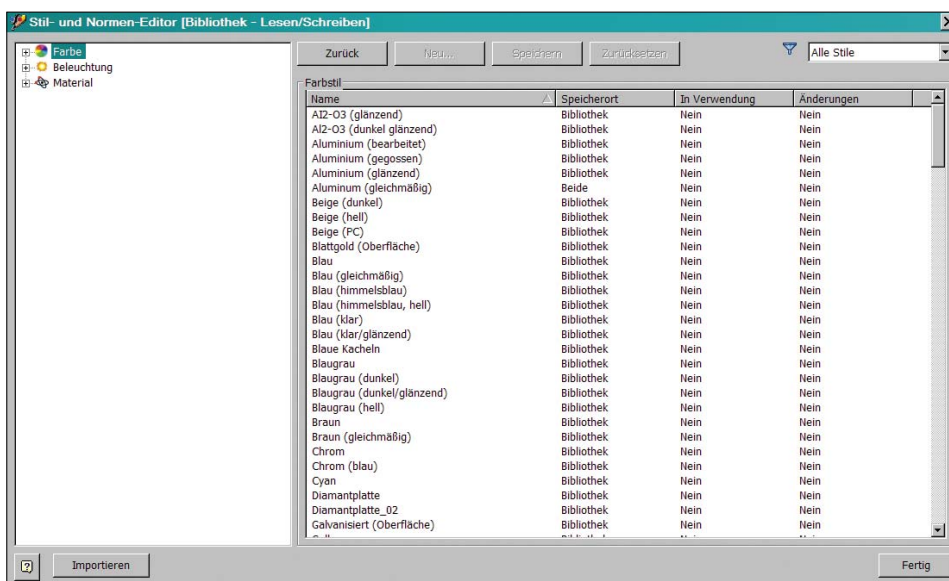 Stil- und Normen-Editor [Bibliothek - Lesen/Schreiben]
Farbe
Beleuchtung
Material
Zurück Neu... Speichern Zurücksetzen Alle Stile
Farbstil
Name Speicherort In Verwendung Änderungen
AI2-O3 (glänzend) Bibliothek Nein Nein
Al2-O3 (dunkel glänzend) Bibliothek Nein Nein
Aluminium (bearbeitet) Bibliothek Nein Nein
Aluminium (gegossen) Bibliothek Nein Nein
Aluminium (glänzend) Bibliothek Nein Nein
Aluminum (gleichmäßig) Beide Nein Nein
Beige (dunkel) Bibliothek Nein Nein
Beige (hell) Bibliothek Nein Nein
Beige (PC) Bibliothek Nein Nein
Blattgold (Oberfläche) Bibliothek Nein Nein
Blau Bibliothek Nein Nein
Blau (gleichmäßig) Bibliothek Nein Nein
Blau (himmelsblau) Bibliothek Nein Nein
Blau (himmelsblau, hell) Bibliothek Nein Nein
Blau (klar) Bibliothek Nein Nein
Blau (klar/glänzend) Bibliothek Nein Nein
Blaue Kacheln Bibliothek Nein Nein
Blaugrau Bibliothek Nein Nein
Blaugrau (dunkel) Bibliothek Nein Nein
Blaugrau (dunkel/glänzend) Bibliothek Nein Nein
Blaugrau (hell) Bibliothek Nein Nein
Braun Bibliothek Nein Nein
Braun (gleichmäßig) Bibliothek Nein Nein
Chrom Bibliothek Nein Nein
Chrom (blau) Bibliothek Nein Nein
Cyan Bibliothek Nein Nein
Diamantplatte Bibliothek Nein Nein
Diamantplatte_02 Bibliothek Nein Nein
Galvanisiert (Oberfläche) Bibliothek Nein Nein
Importieren Fertig